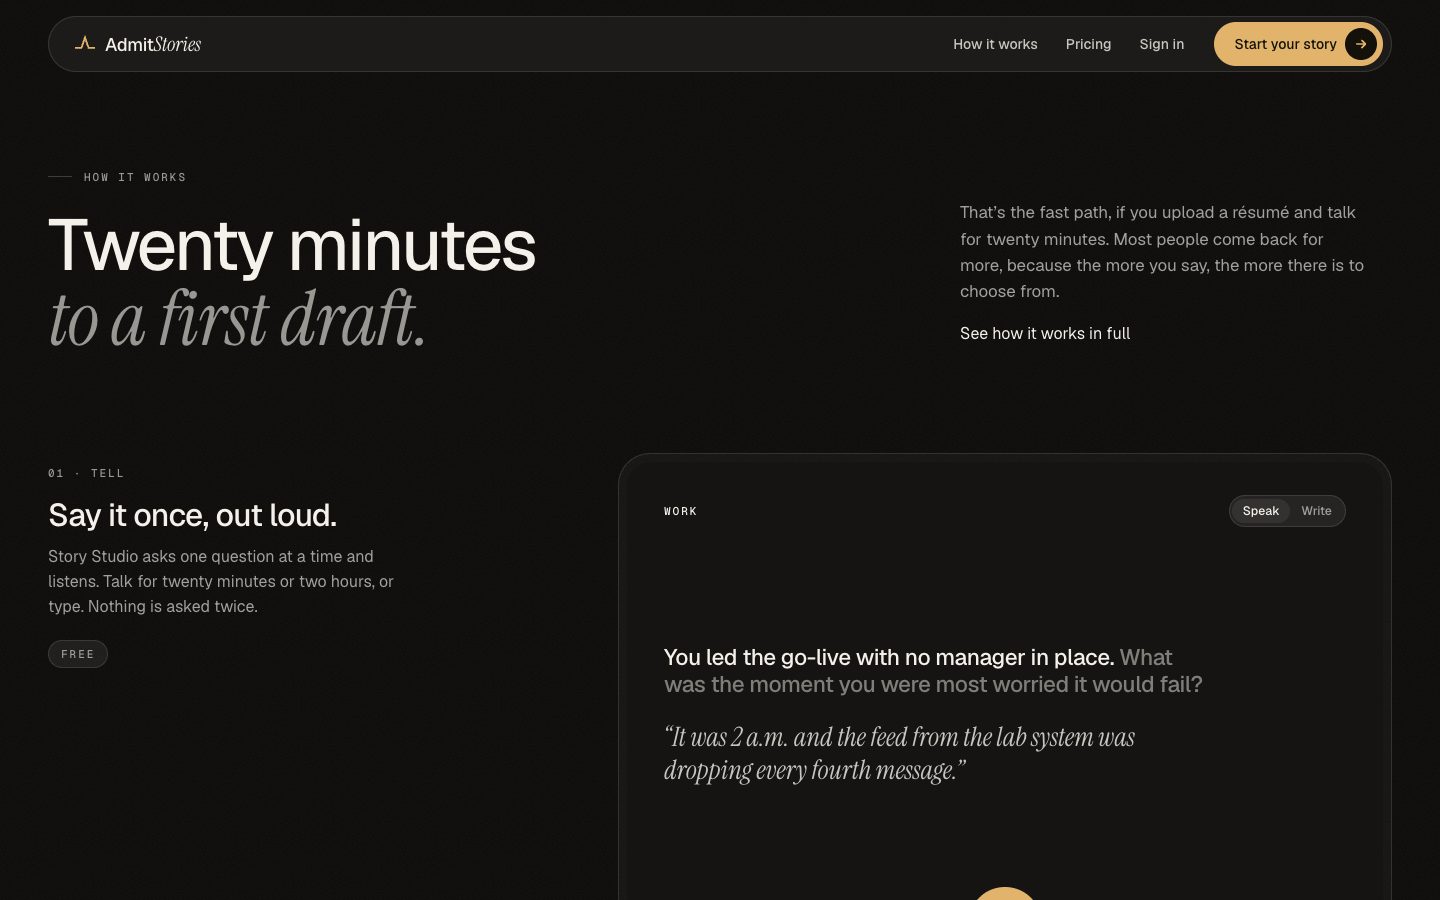 AdmitStories
How it works
Pricing
Sign in
Start your story
HOW IT WORKS
Twenty minutes
to a first draft.
That’s the fast path, if you upload a résumé and talk
for twenty minutes. Most people come back for
more, because the more you say, the more there is to
choose from.
See how it works in full
01 · TELL
Say it once, out loud.
Story Studio asks one question at a time and
listens. Talk for twenty minutes or two hours, or
type. Nothing is asked twice.
FREE
WORK
Speak
Write
You led the go-live with no manager in place. What
was the moment you were most worried it would fail?
“It was 2 a.m. and the feed from the lab system was
dropping every fourth message.”